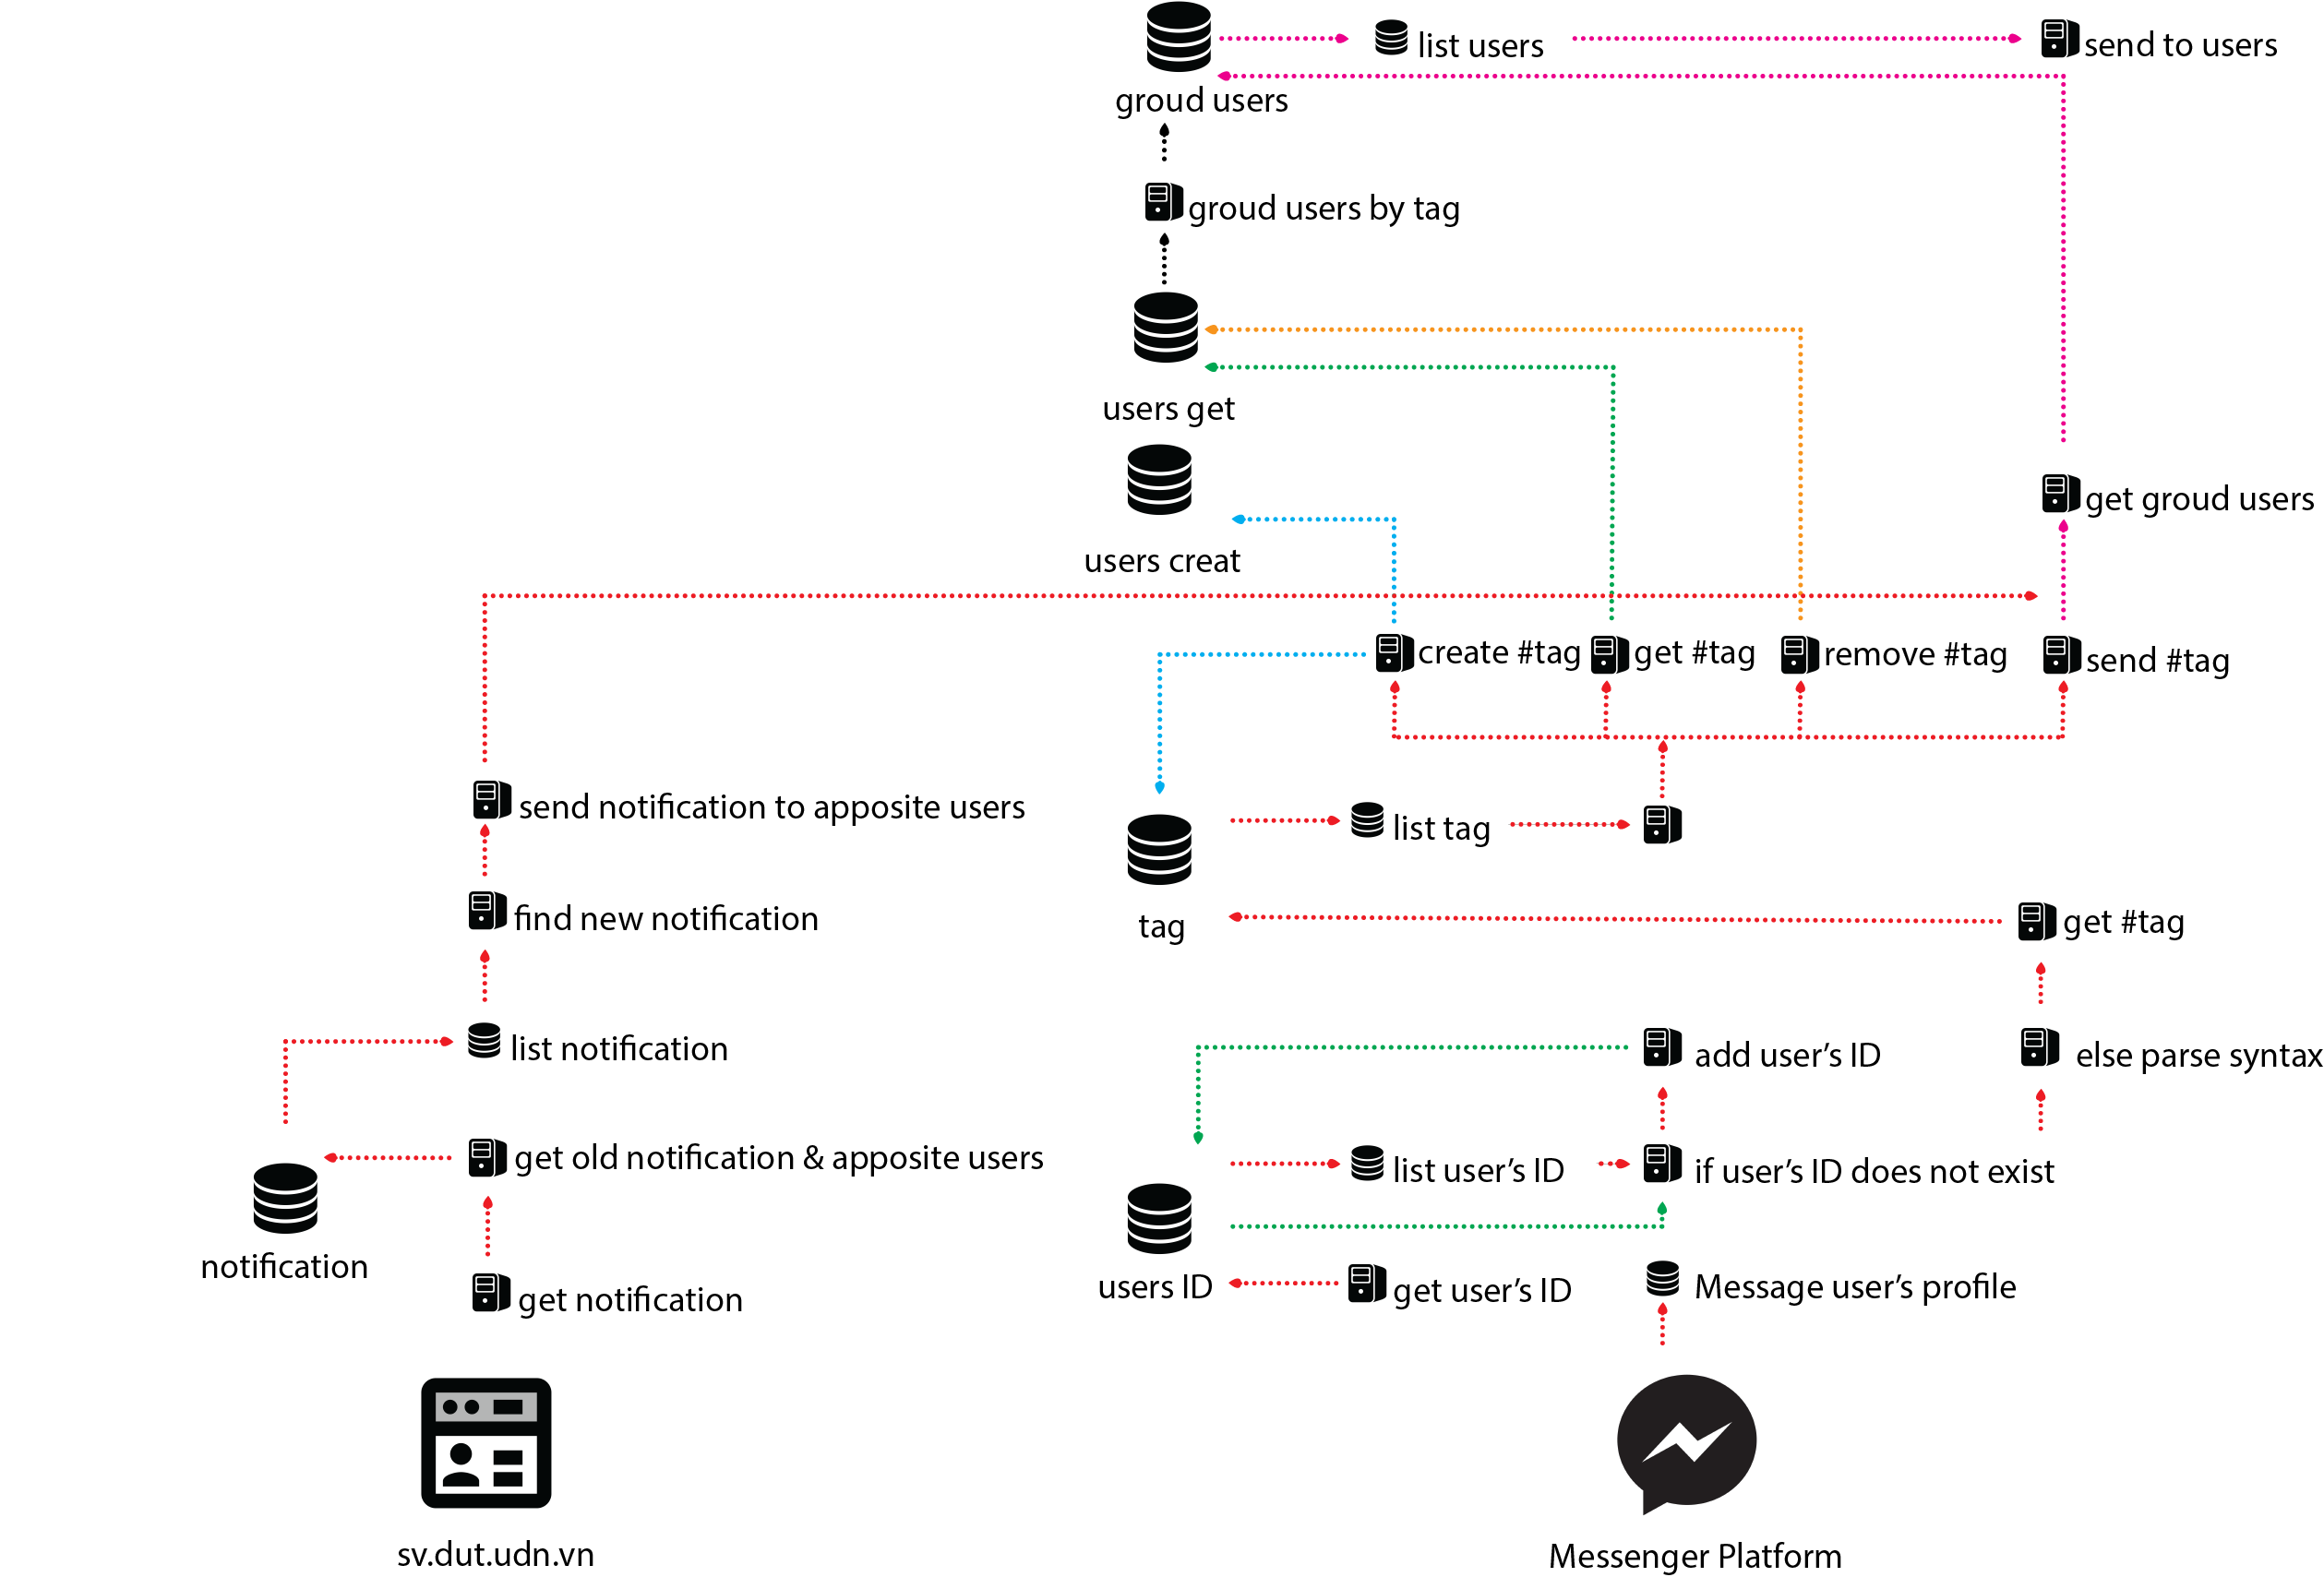 list users
send to users
groud users
groud users by tag
users get
get groud users
users creat
create #tag
get #tag
remove #tag
send #tag
send notification to apposite users
list tag
find new notification
tag
get #tag
list notification
add user’s ID
else parse syntax
get old notification & apposite users
list user’s ID
if user’s ID does not exist
notification
users ID
get user’s ID
Message user’s profile
get notification
sv.dut.udn.vn
Messenger Platform